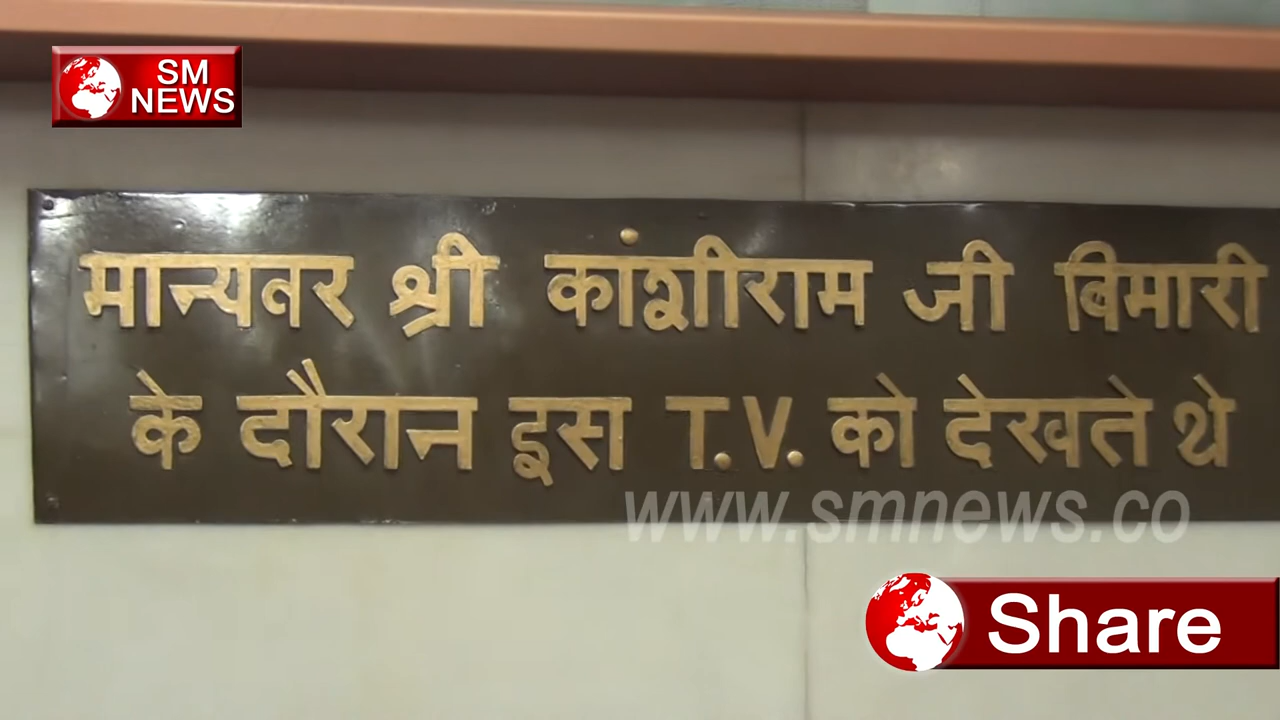 SM
NEWS
मान्यवर श्री कांशीराम जी बिमारी
के दौरान इस T.V. को देखते थे
www.smnews.co
Share